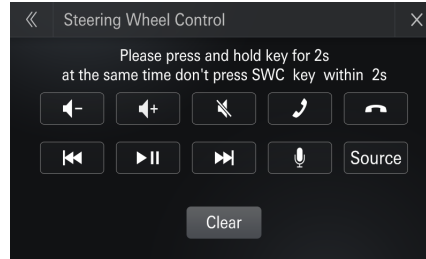 Steering Wheel Control
Please press and hold key for 2s
at the same time don't press SWC key within 2s
Source
Clear